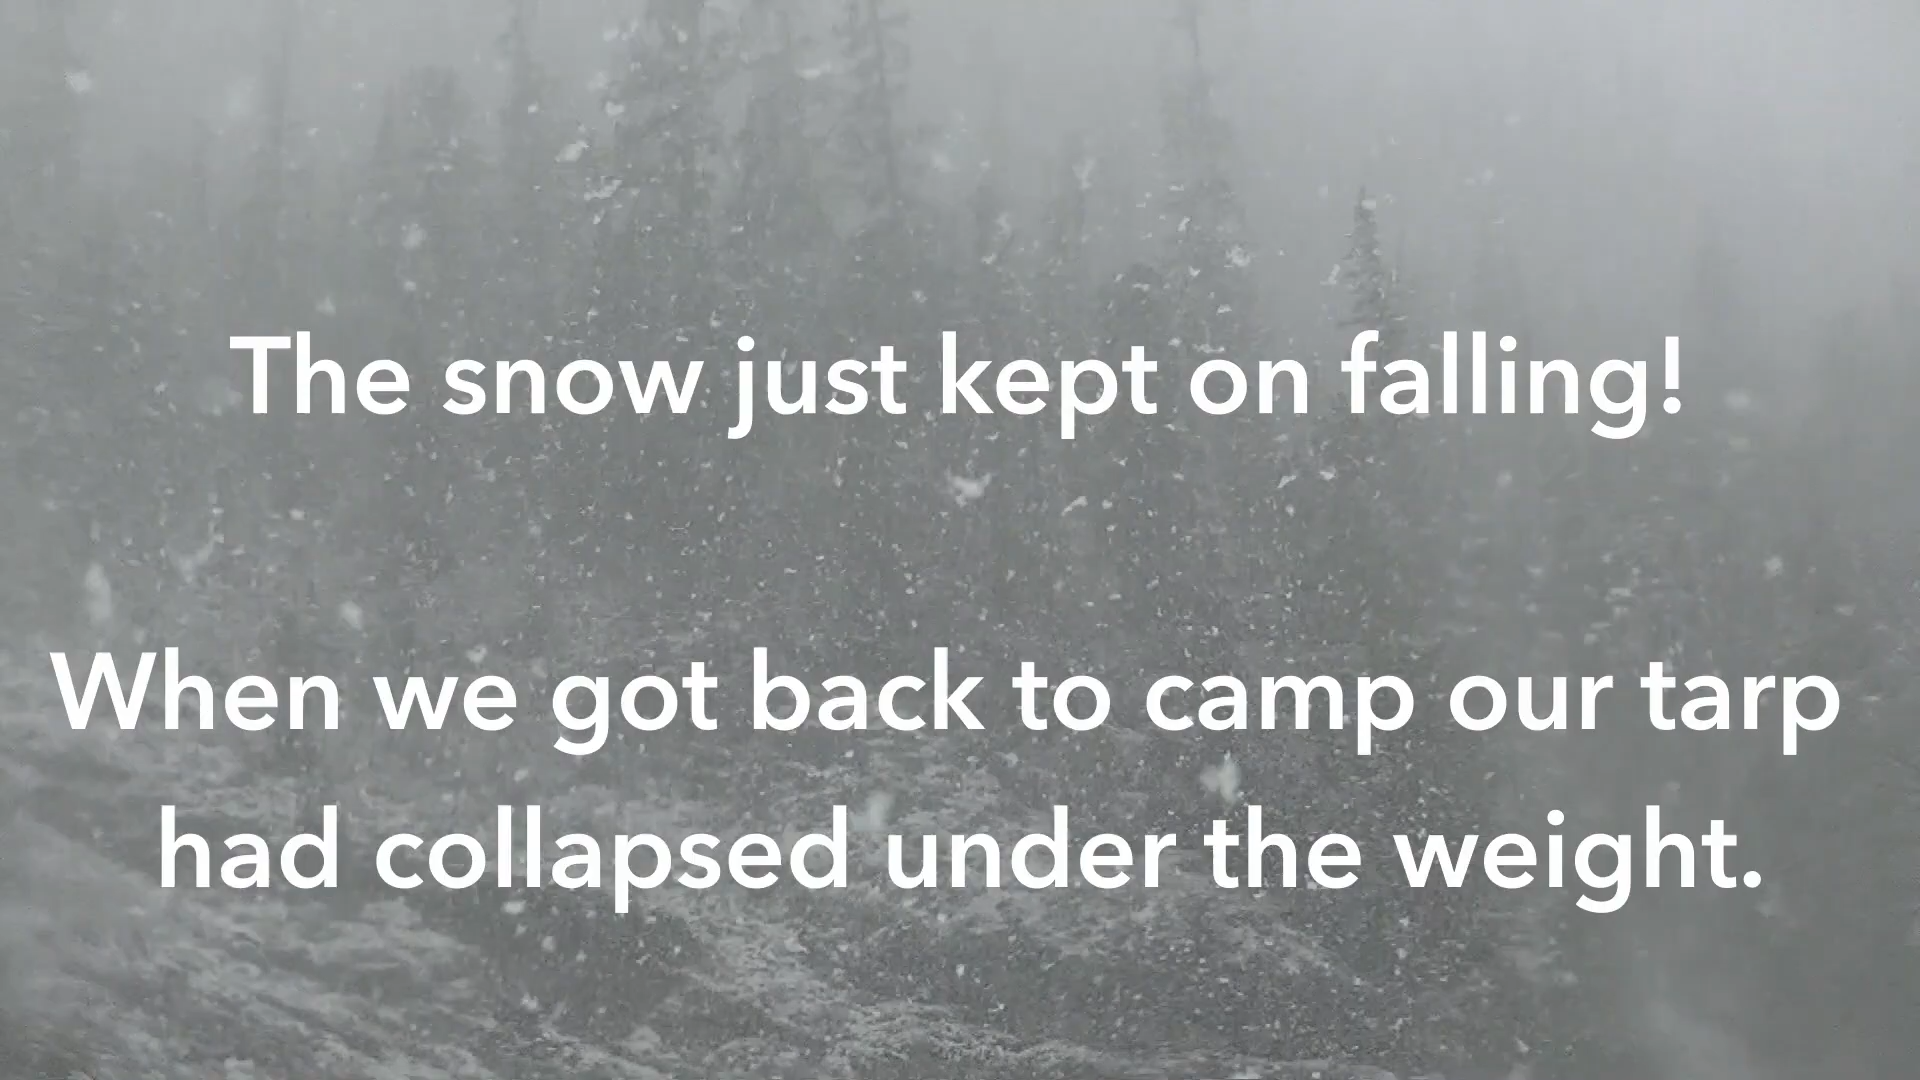 The snow just kept on falling!
When we got back to camp our tarp
had collapsed under the weight.